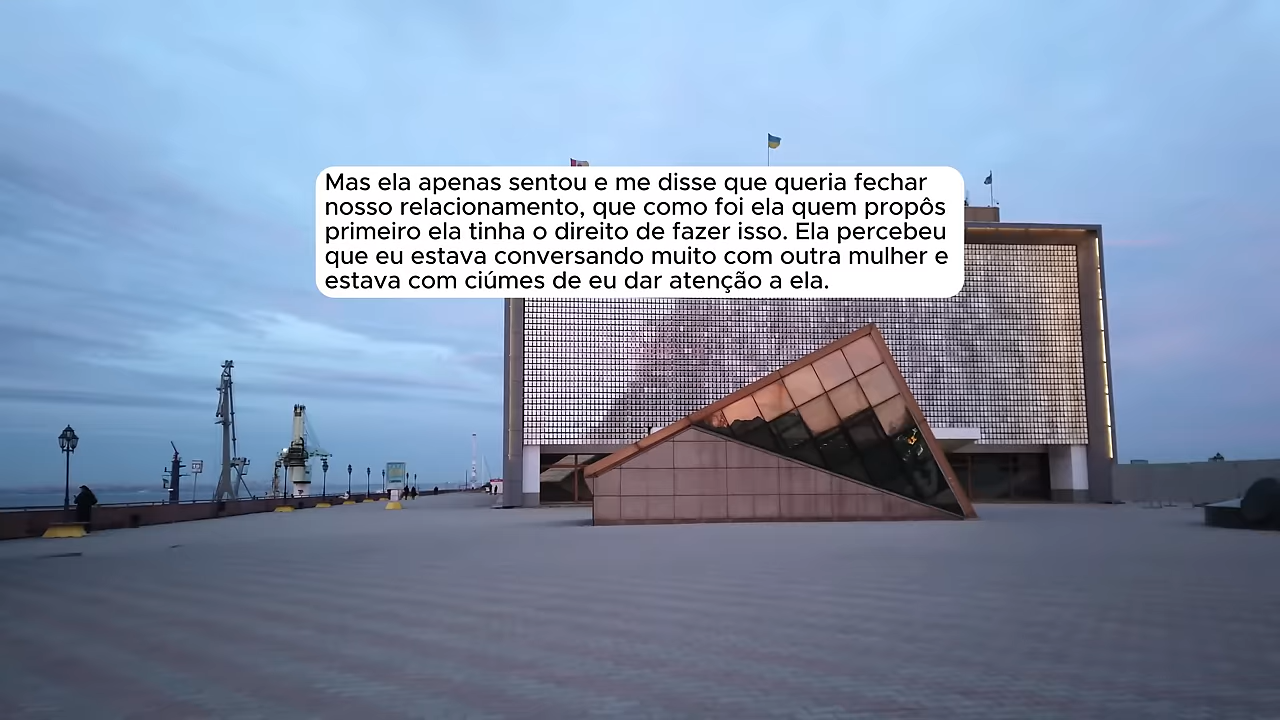 Mas ela apenas sentou e me disse que queria fechar
nosso relacionamento, que como foi ela quem propôs
primeiro ela tinha o direito de fazer isso. Ela percebeu
que eu estava conversando muito com outra mulher e
estava com ciúmes de eu dar atenção a ela.